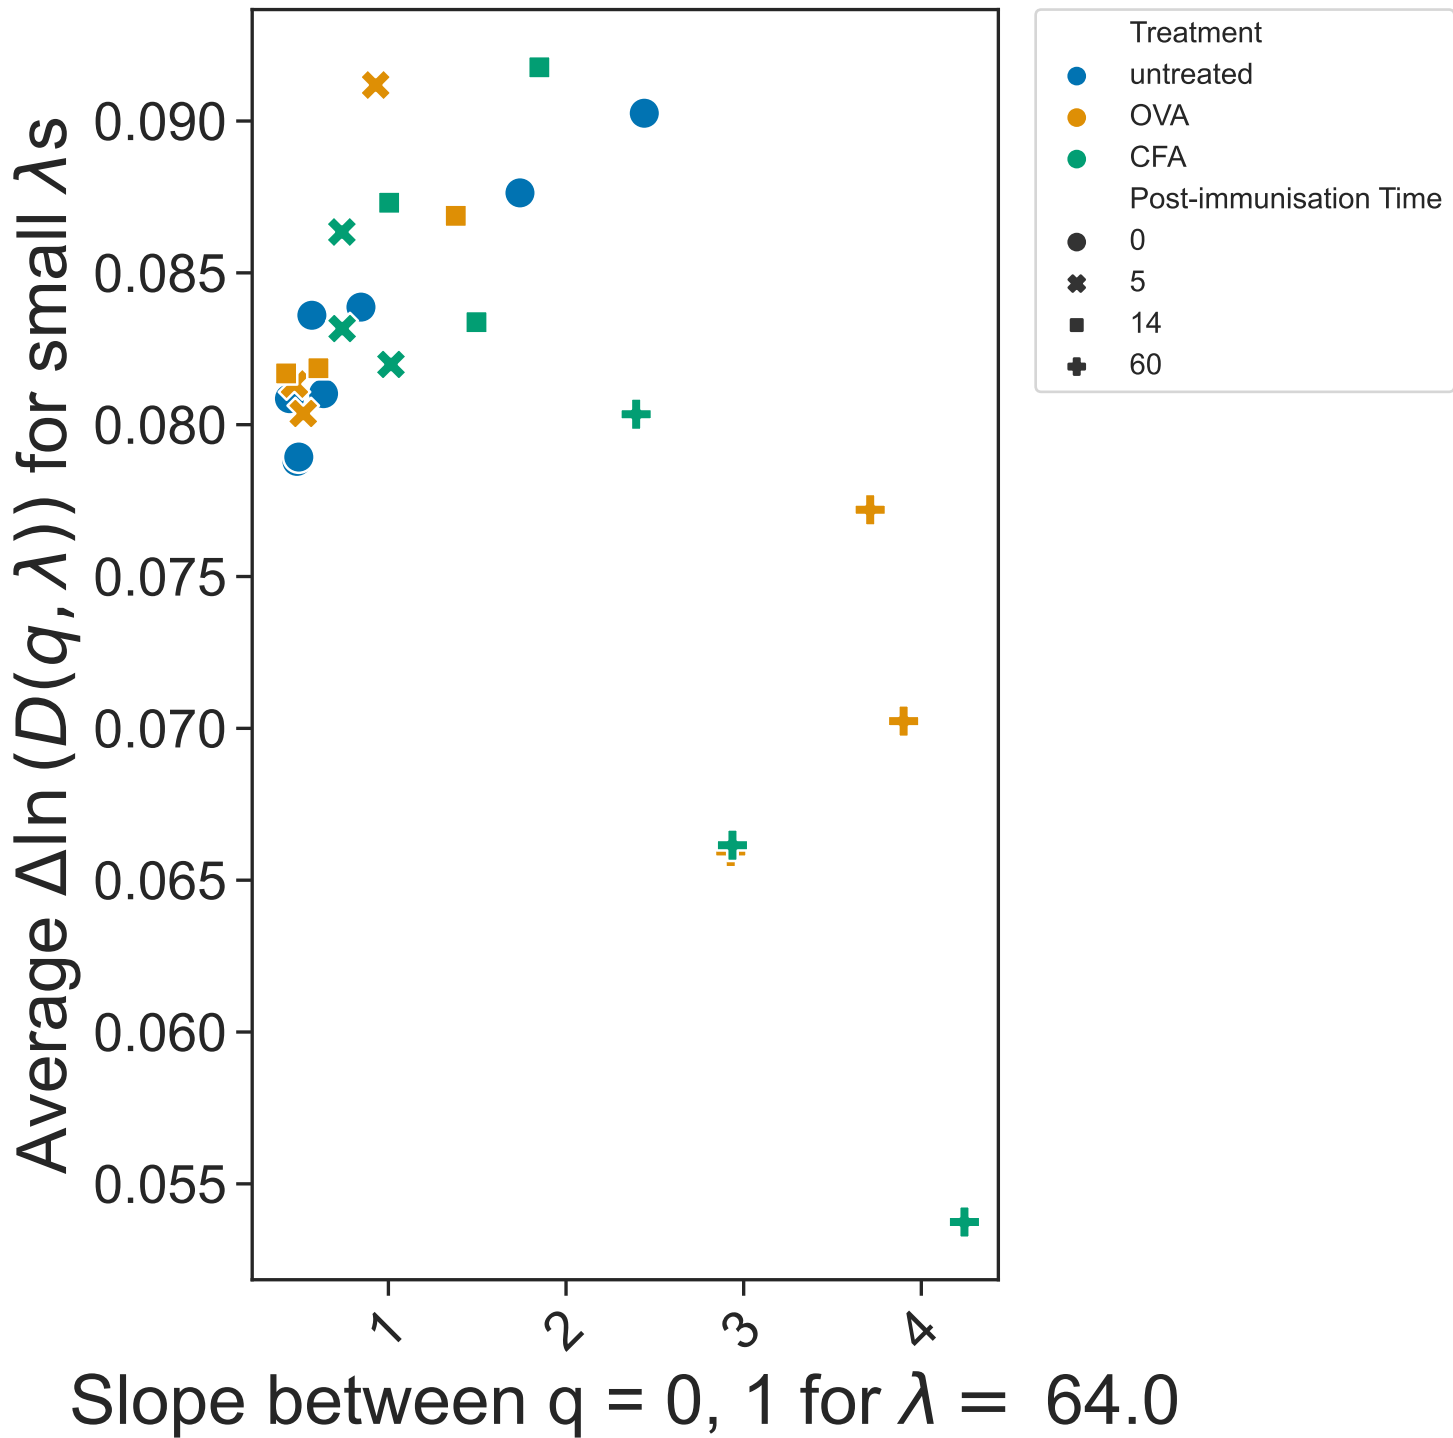 Treatment
untreated
OVA
CFA
Post-immunisation Time
0
5
14
60
Average Δln (D(q, λ)) for small λs
0.090
0.085
0.080
0.075
0.070
0.065
0.060
0.055
1 2 3 4
Slope between q = 0, 1 for λ = 64.0